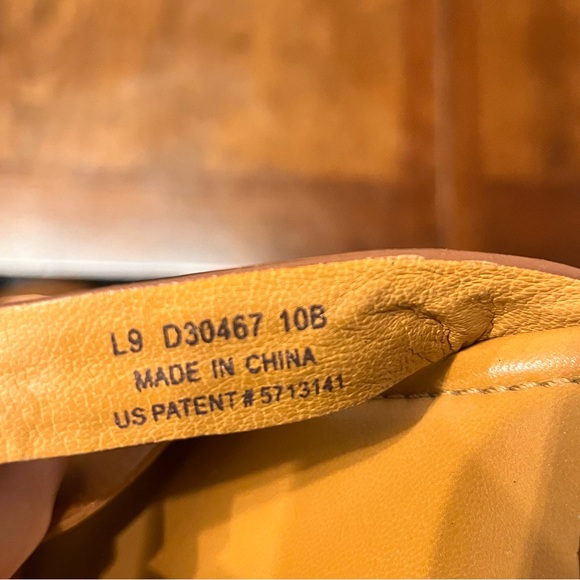 L9 D30467 10B
MADE IN CHINA
US PATENT# 5713141